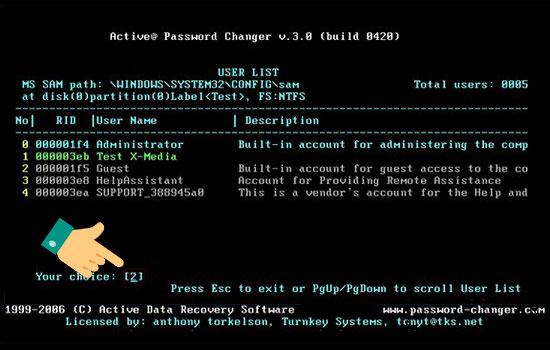 Active@ Password Changer v.3.0 (build 0420)
USER LIST
MS SAM path: \WINDOWS\SYSTEM32\CONFIG\sam Total users: 0005
at disk(0)partition(0)Label<Test>, FS:NTFS
No| RID |User Name | Description
0 000001f4 Administrator Built-in account for administering the comp
1 000003eb Test X-Media
2 000001f5 Guest Built-in account for guest access to the co
3 000003e8 HelpAssistant Account for Providing Remote Assistance
4 000003ea SUPPORT_388945a0 This is a vendor's account for the Help and
Your choice: [2]
Press Esc to exit or PgUp/PgDown to scroll User List
1999-2006 (C) Active Data Recovery Software www.password-changer.com
Licensed by: anthony torkelson, Turnkey Systems, tonyt@tks.net